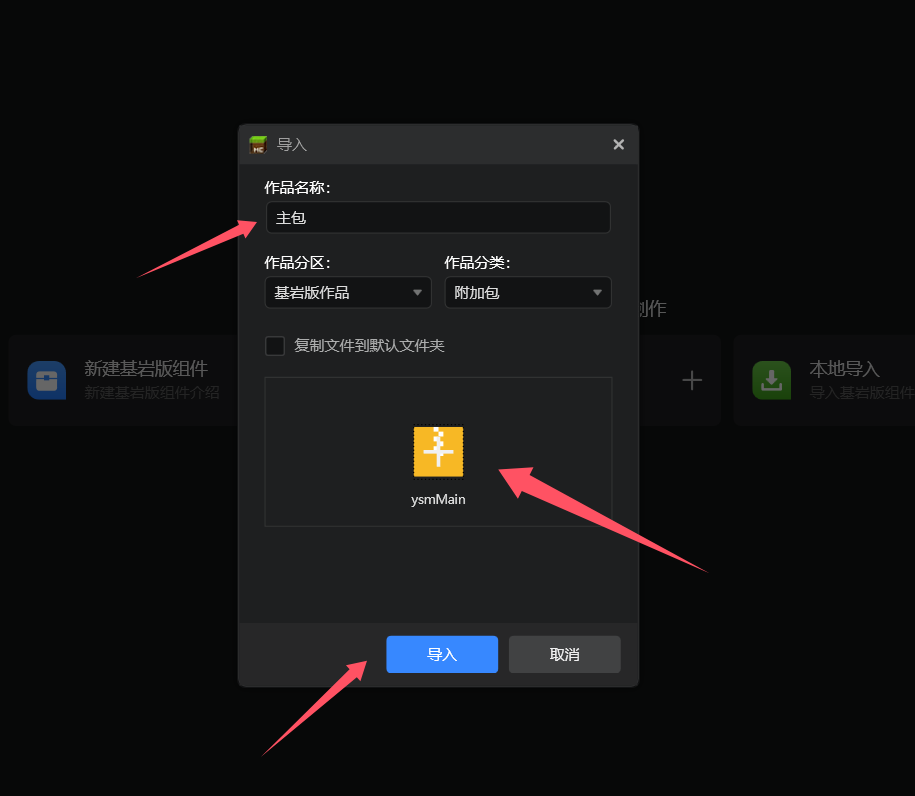 导入
作品名称：
主包
作品分区： 作品分类：
基岩版作品 附加包
创作
复制文件到默认文件夹
新建基岩版组件
新建基岩版组件介绍
本地导入
导入基岩版组件
ysmMain
导入 取消